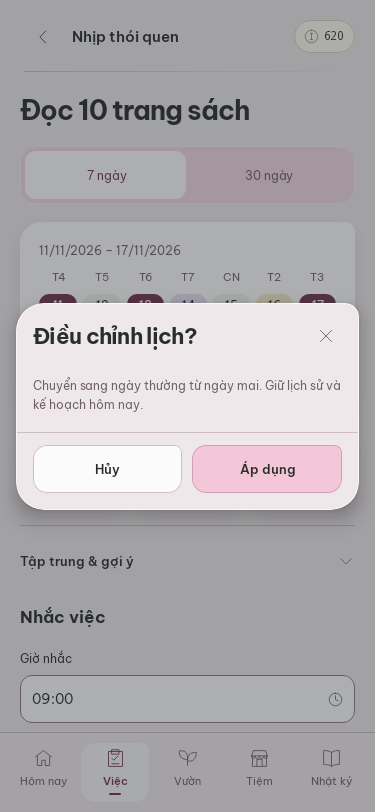 Nhịp thói quen
620
Đọc 10 trang sách
7 ngày
30 ngày
11/11/2026 – 17/11/2026
T4 T5 T6 T7 CN T2 T3
Điều chỉnh lịch?
Chuyển sang ngày thường từ ngày mai. Giữ lịch sử và
kế hoạch hôm nay.
Hủy
Áp dụng
Tập trung & gợi ý
Nhắc việc
Giờ nhắc
09:00
Hôm nay
Việc
Vườn
Tiệm
Nhật ký